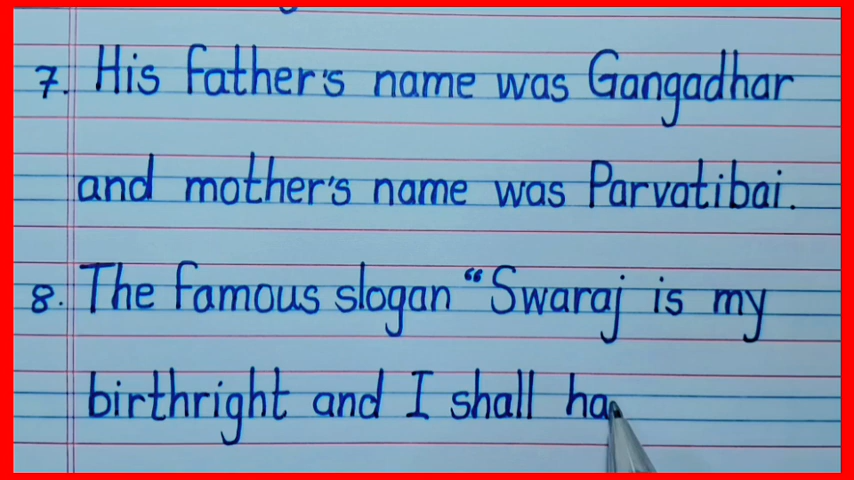 7. His father's name was Gangadhar
and mother's name was Parvatibai.
8. The famous slogan “Swaraj is my
birthright and I shall ha